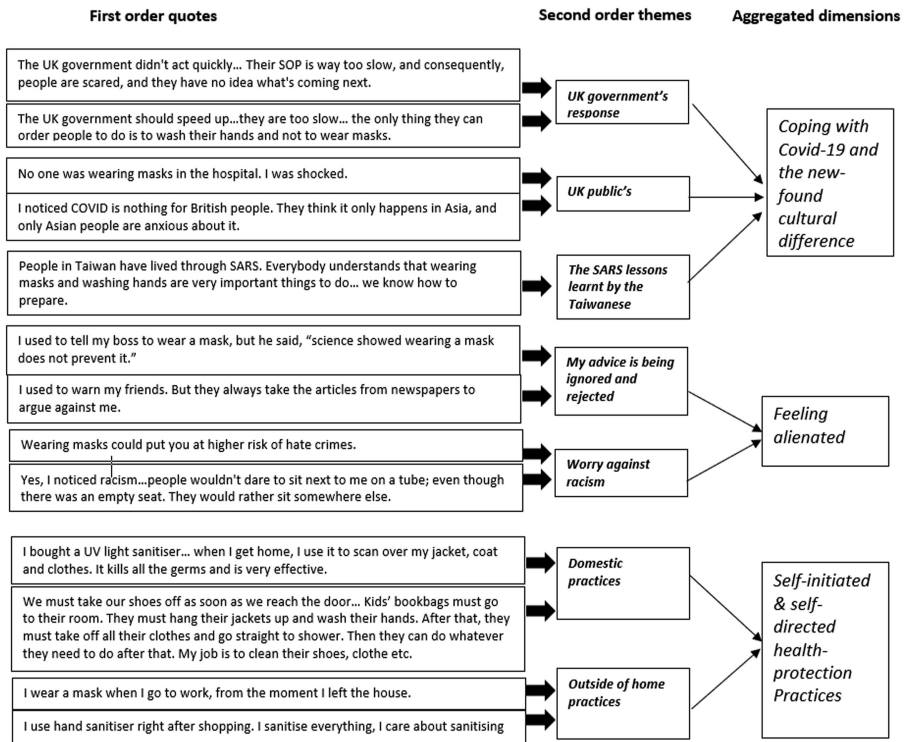 First order quotes
Second order themes
Aggregated dimensions
The UK government didn't act quickly... Their SOP is way too slow, and consequently,
people are scared, and they have no idea what's coming next.
The UK government should speed up...they are too slow... the only thing they can
order people to do is to wash their hands and not to wear masks.
UK government's
response
No one was wearing masks in the hospital. I was shocked.
I noticed COVID is nothing for British people. They think it only happens in Asia, and
only Asian people are anxious about it.
UK public's
People in Taiwan have lived through SARS. Everybody understands that wearing
masks and washing hands are very important things to do... we know how to
prepare.
The SARS lessons
learnt by the
Taiwanese
Coping with
Covid-19 and
the new-
found
cultural
difference
I used to tell my boss to wear a mask, but he said, “science showed wearing a mask
does not prevent it.”
I used to warn my friends. But they always take the articles from newspapers to
argue against me.
My advice is being
ignored and
rejected
Wearing masks could put you at higher risk of hate crimes.
Yes, I noticed racism...people wouldn't dare to sit next to me on a tube; even though
there was an empty seat. They would rather sit somewhere else.
Worry against
racism
Feeling
alienated
I bought a UV light sanitiser... when I get home, I use it to scan over my jacket, coat
and clothes. It kills all the germs and is very effective.
We must take our shoes off as soon as we reach the door... Kids' bookbags must go
to their room. They must hang their jackets up and wash their hands. After that, they
must take off all their clothes and go straight to shower. Then they can do whatever
they need to do after that. My job is to clean their shoes, clothe etc.
Domestic
practices
I wear a mask when I go to work, from the moment I left the house.
I use hand sanitiser right after shopping. I sanitise everything, I care about sanitising
Outside of home
practices
Self-initiated
& self-
directed
health-
protection
Practices